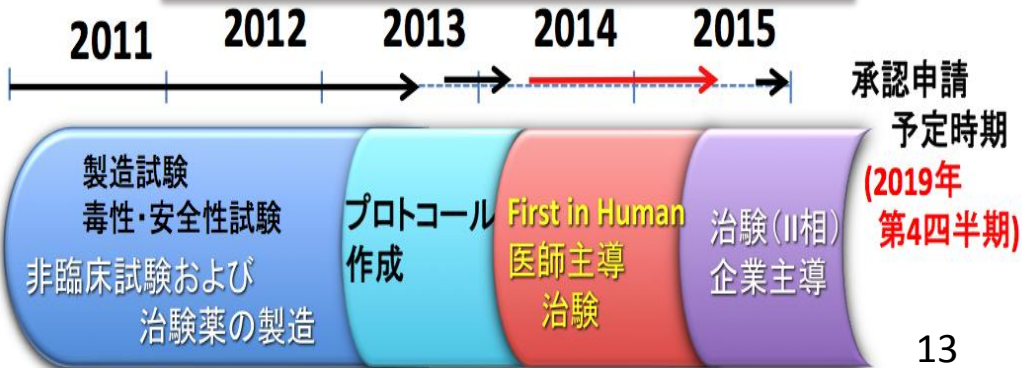 2011 2012 2013 2014 2015
承認申請
予定時期
(2019年
第4四半期)
製造試験
毒性・安全性試験
非臨床試験および
治験薬の製造
プロトコール
作成
First in Human
医師主導
治験
治験(II相)
企業主導
13